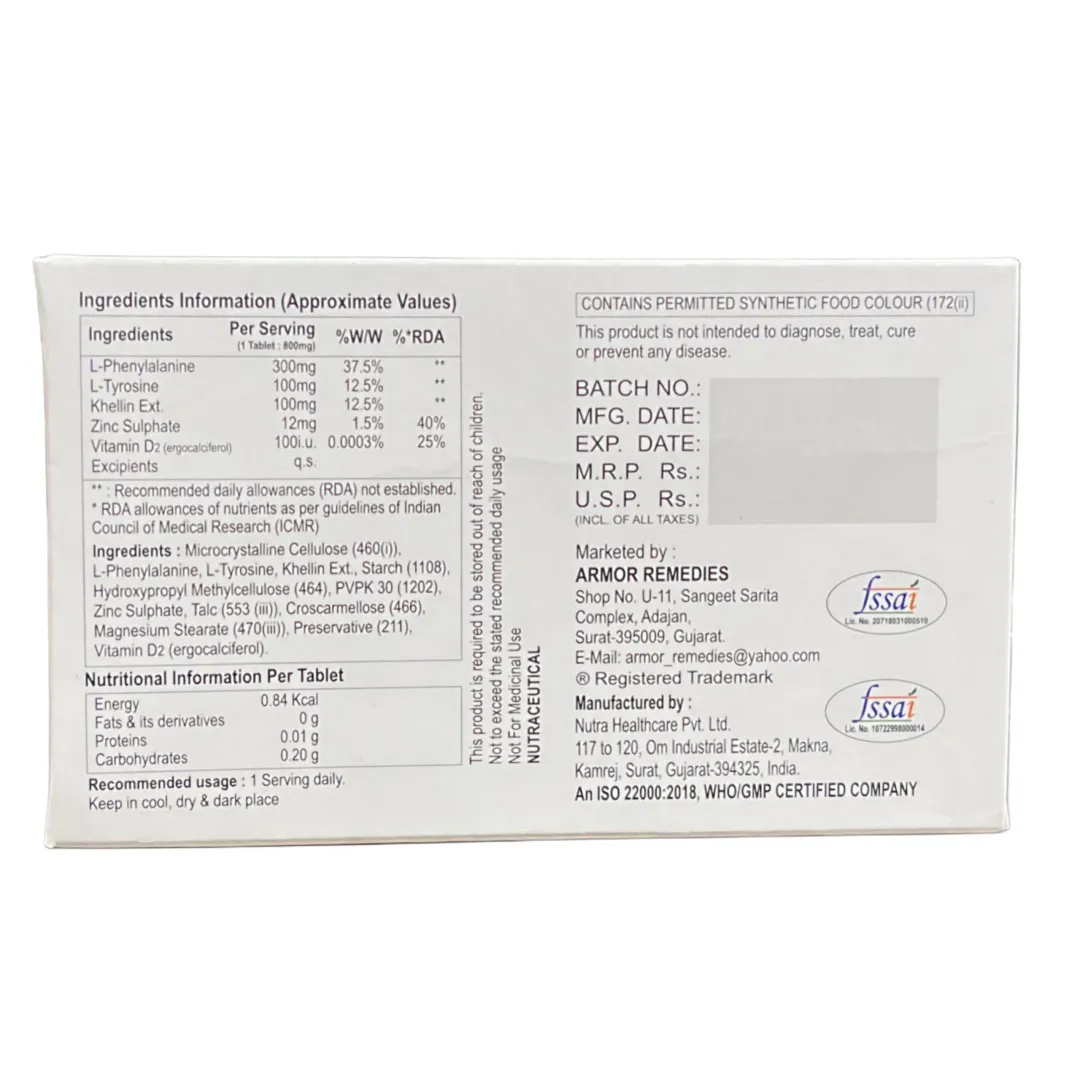 Ingredients Information (Approximate Values)
Ingredients Per Serving %W/W %*RDA
(1 Tablet : 800mg)
L-Phenylalanine 300mg 37.5% **
L-Tyrosine 100mg 12.5% **
Khellin Ext. 100mg 12.5% **
Zinc Sulphate 12mg 1.5% 40%
Vitamin D2 (ergocalciferol) 100i.u. 0.0003% 25%
Excipients q.s.
** : Recommended daily allowances (RDA) not established.
* RDA allowances of nutrients as per guidelines of Indian
Council of Medical Research (ICMR)
Ingredients : Microcrystalline Cellulose (460(i)),
L-Phenylalanine, L-Tyrosine, Khellin Ext., Starch (1108),
Hydroxypropyl Methylcellulose (464), PVPK 30 (1202),
Zinc Sulphate, Talc (553 (iii)), Croscarmellose (466),
Magnesium Stearate (470(iii)), Preservative (211),
Vitamin D2 (ergocalciferol).
Nutritional Information Per Tablet
Energy 0.84 Kcal
Fats & its derivatives 0 g
Proteins 0.01 g
Carbohydrates 0.20 g
Recommended usage : 1 Serving daily.
Keep in cool, dry & dark place
This product is required to be stored out of reach of children.
Not to exceed the stated recommended daily usage
Not For Medicinal Use
NUTRACEUTICAL
CONTAINS PERMITTED SYNTHETIC FOOD COLOUR (172(ii)
This product is not intended to diagnose, treat, cure
or prevent any disease.
BATCH NO.:
MFG. DATE:
EXP. DATE:
M.R.P. Rs.:
U.S.P. Rs.:
(INCL. OF ALL TAXES)
Marketed by :
ARMOR REMEDIES
Shop No. U-11, Sangeet Sarita
Complex, Adajan,
Surat-395009, Gujarat.
E-Mail: armor_remedies@yahoo.com
® Registered Trademark
fssai
Lic. No. 20718031000510
Manufactured by :
Nutra Healthcare Pvt. Ltd.
117 to 120, Om Industrial Estate-2, Makna,
Kamrej, Surat, Gujarat-394325, India.
An ISO 22000:2018, WHO/GMP CERTIFIED COMPANY
fssai
Lic. No. 10722998000014